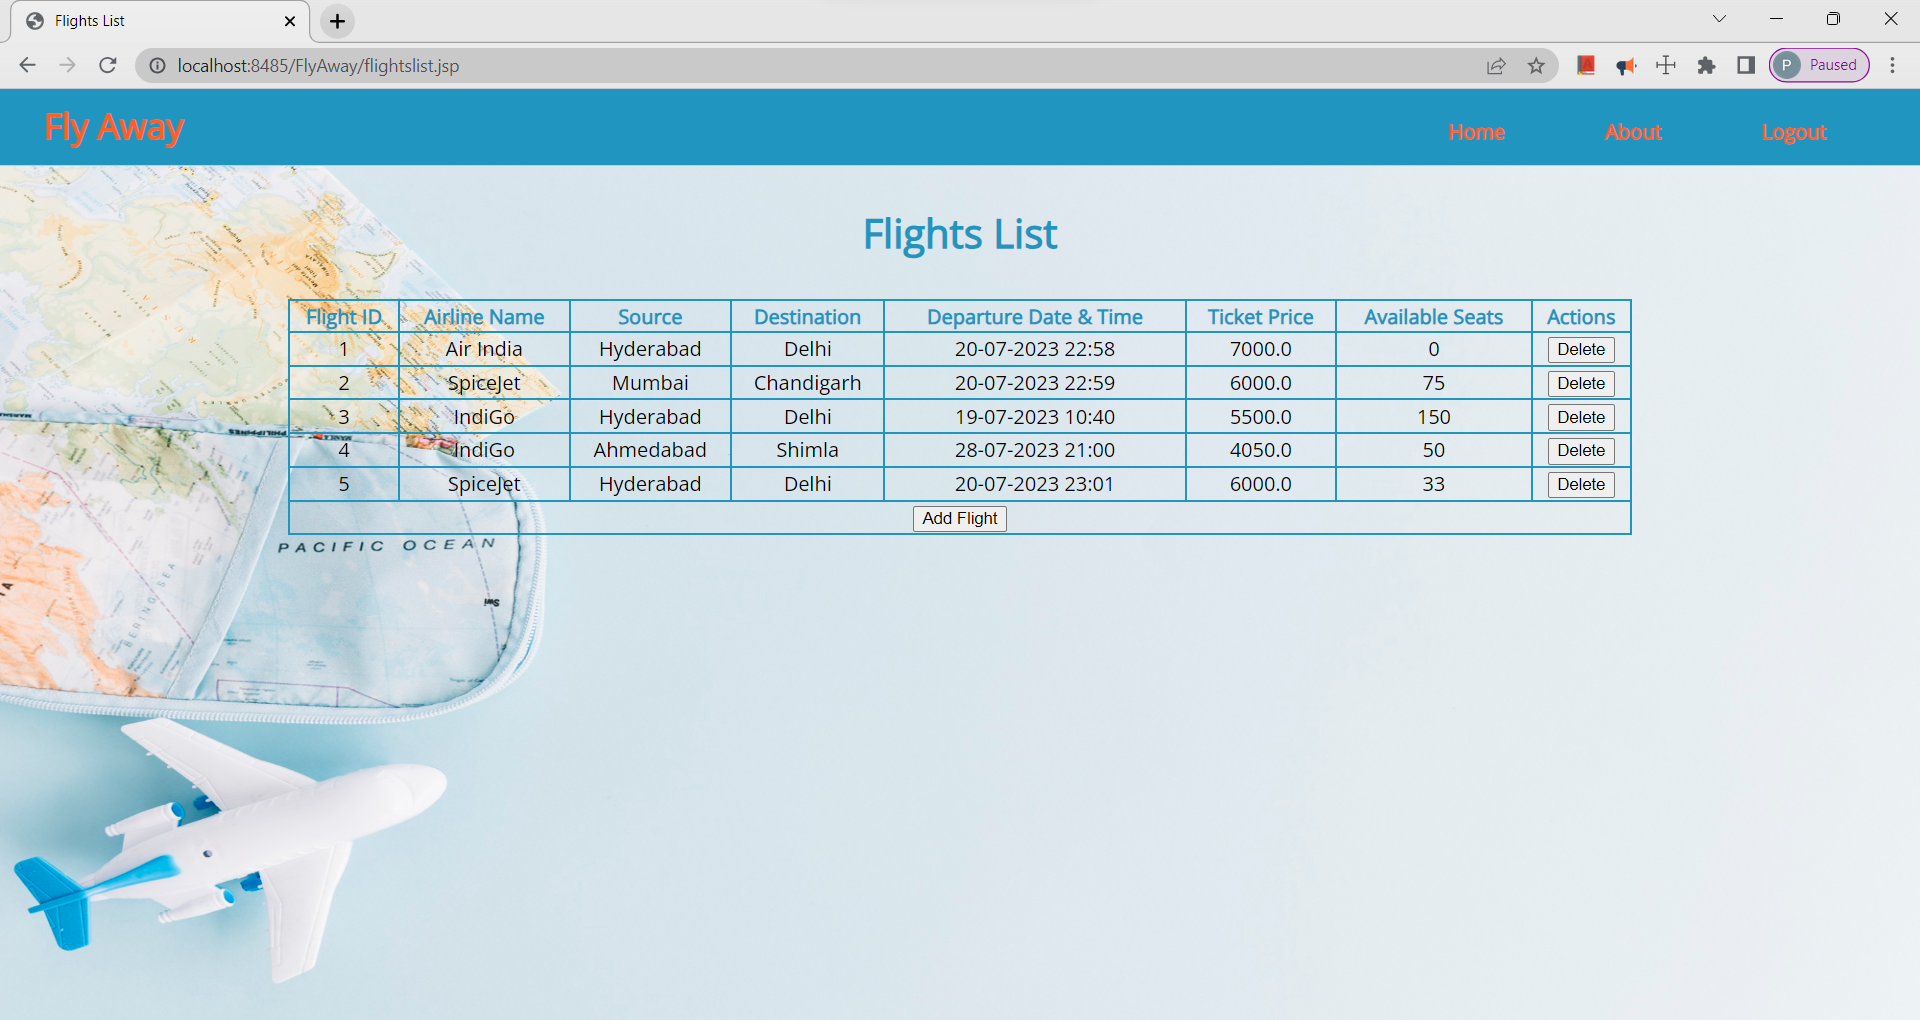 Flights List
localhost:8485/FlyAway/flightslist.jsp
P Paused
Fly Away Home About Logout
Flights List
Flight ID Airline Name Source Destination Departure Date & Time Ticket Price Available Seats Actions
1 Air India Hyderabad Delhi 20-07-2023 22:58 7000.0 0 Delete
2 SpiceJet Mumbai Chandigarh 20-07-2023 22:59 6000.0 75 Delete
3 IndiGo Hyderabad Delhi 19-07-2023 10:40 5500.0 150 Delete
4 IndiGo Ahmedabad Shimla 28-07-2023 21:00 4050.0 50 Delete
5 SpiceJet Hyderabad Delhi 20-07-2023 23:01 6000.0 33 Delete
Add Flight
PACIFIC OCEAN
BERING SEA